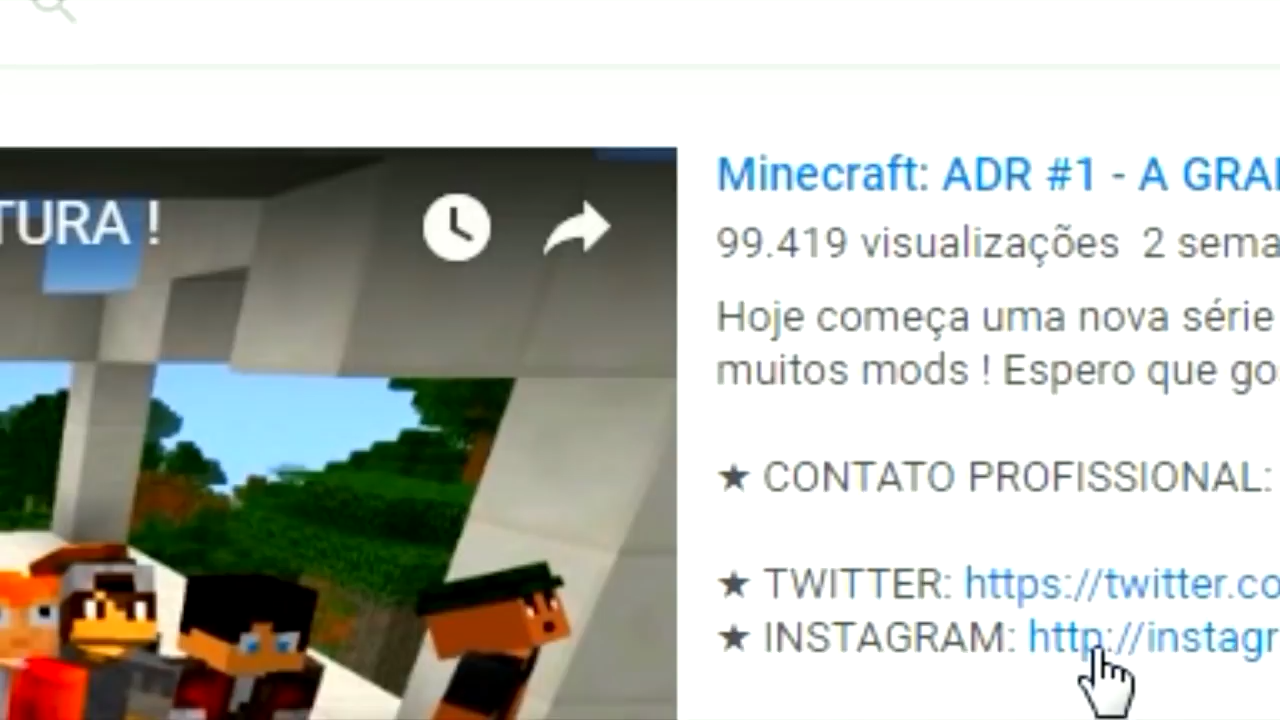 TURA !
Minecraft: ADR #1 - A GRA
99.419 visualizações 2 sema
Hoje começa uma nova série
muitos mods ! Espero que go
★ CONTATO PROFISSIONAL:
★ TWITTER: https://twitter.co
★ INSTAGRAM: http://instagr